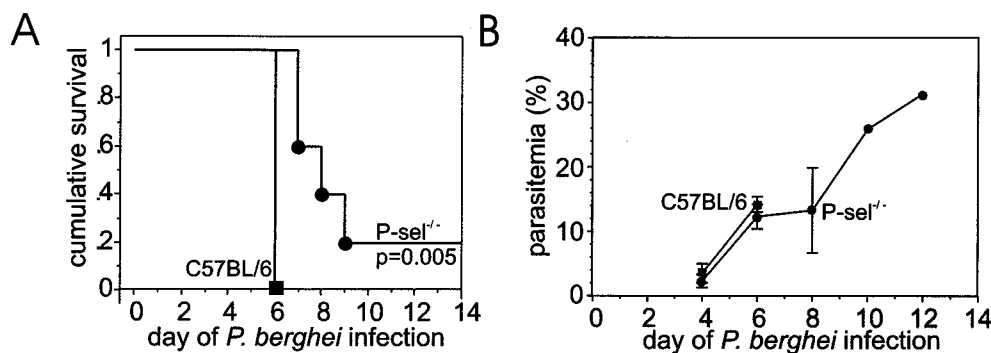 A
cumulative survival
1
.8
.6
.4
.2
0
C57BL/6
P-sel-/-
p=0.005
0 2 4 6 8 10 12 14
day of P. berghei infection
B
parasitemia (%)
40
30
20
10
0
C57BL/6
P-sel-/-
0 2 4 6 8 10 12 14
day of P. berghei infection